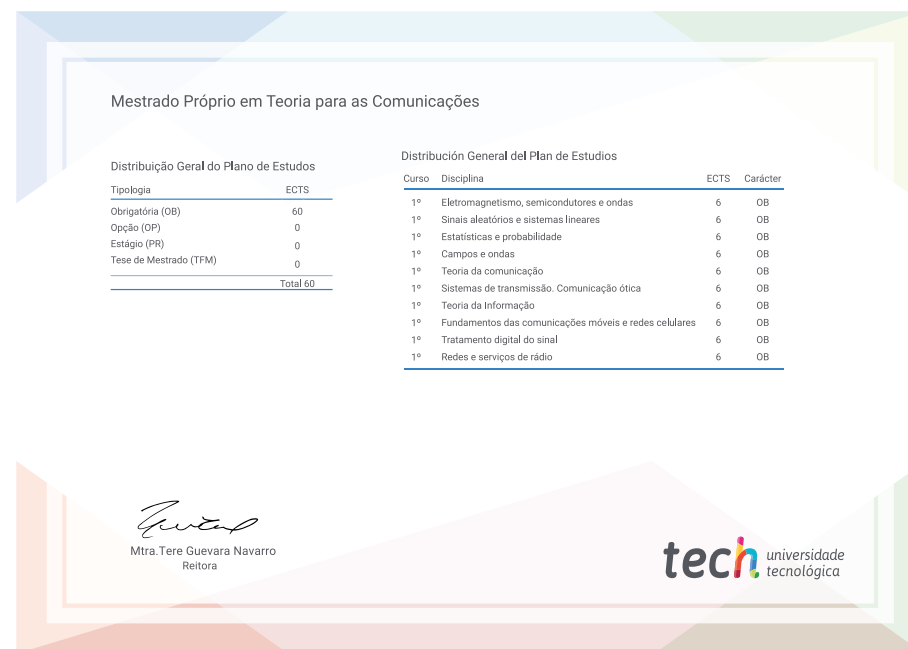 Mestrado Próprio em Teoria para as Comunicações
Distribuição Geral do Plano de Estudos
Tipologia ECTS
Obrigatória (OB) 60
Opção (OP) 0
Estágio (PR) 0
Tese de Mestrado (TFM) 0
Total 60
Distribución General del Plan de Estudios
Curso Disciplina ECTS Carácter
1º Eletromagnetismo, semicondutores e ondas 6 OB
1º Sinais aleatórios e sistemas lineares 6 OB
1º Estatísticas e probabilidade 6 OB
1º Campos e ondas 6 OB
1º Teoria da comunicação 6 OB
1º Sistemas de transmissão. Comunicação ótica 6 OB
1º Teoria da Informação 6 OB
1º Fundamentos das comunicações móveis e redes celulares 6 OB
1º Tratamento digital do sinal 6 OB
1º Redes e serviços de rádio 6 OB
Mtra.Tere Guevara Navarro
Reitora
tech universidade
tecnológica